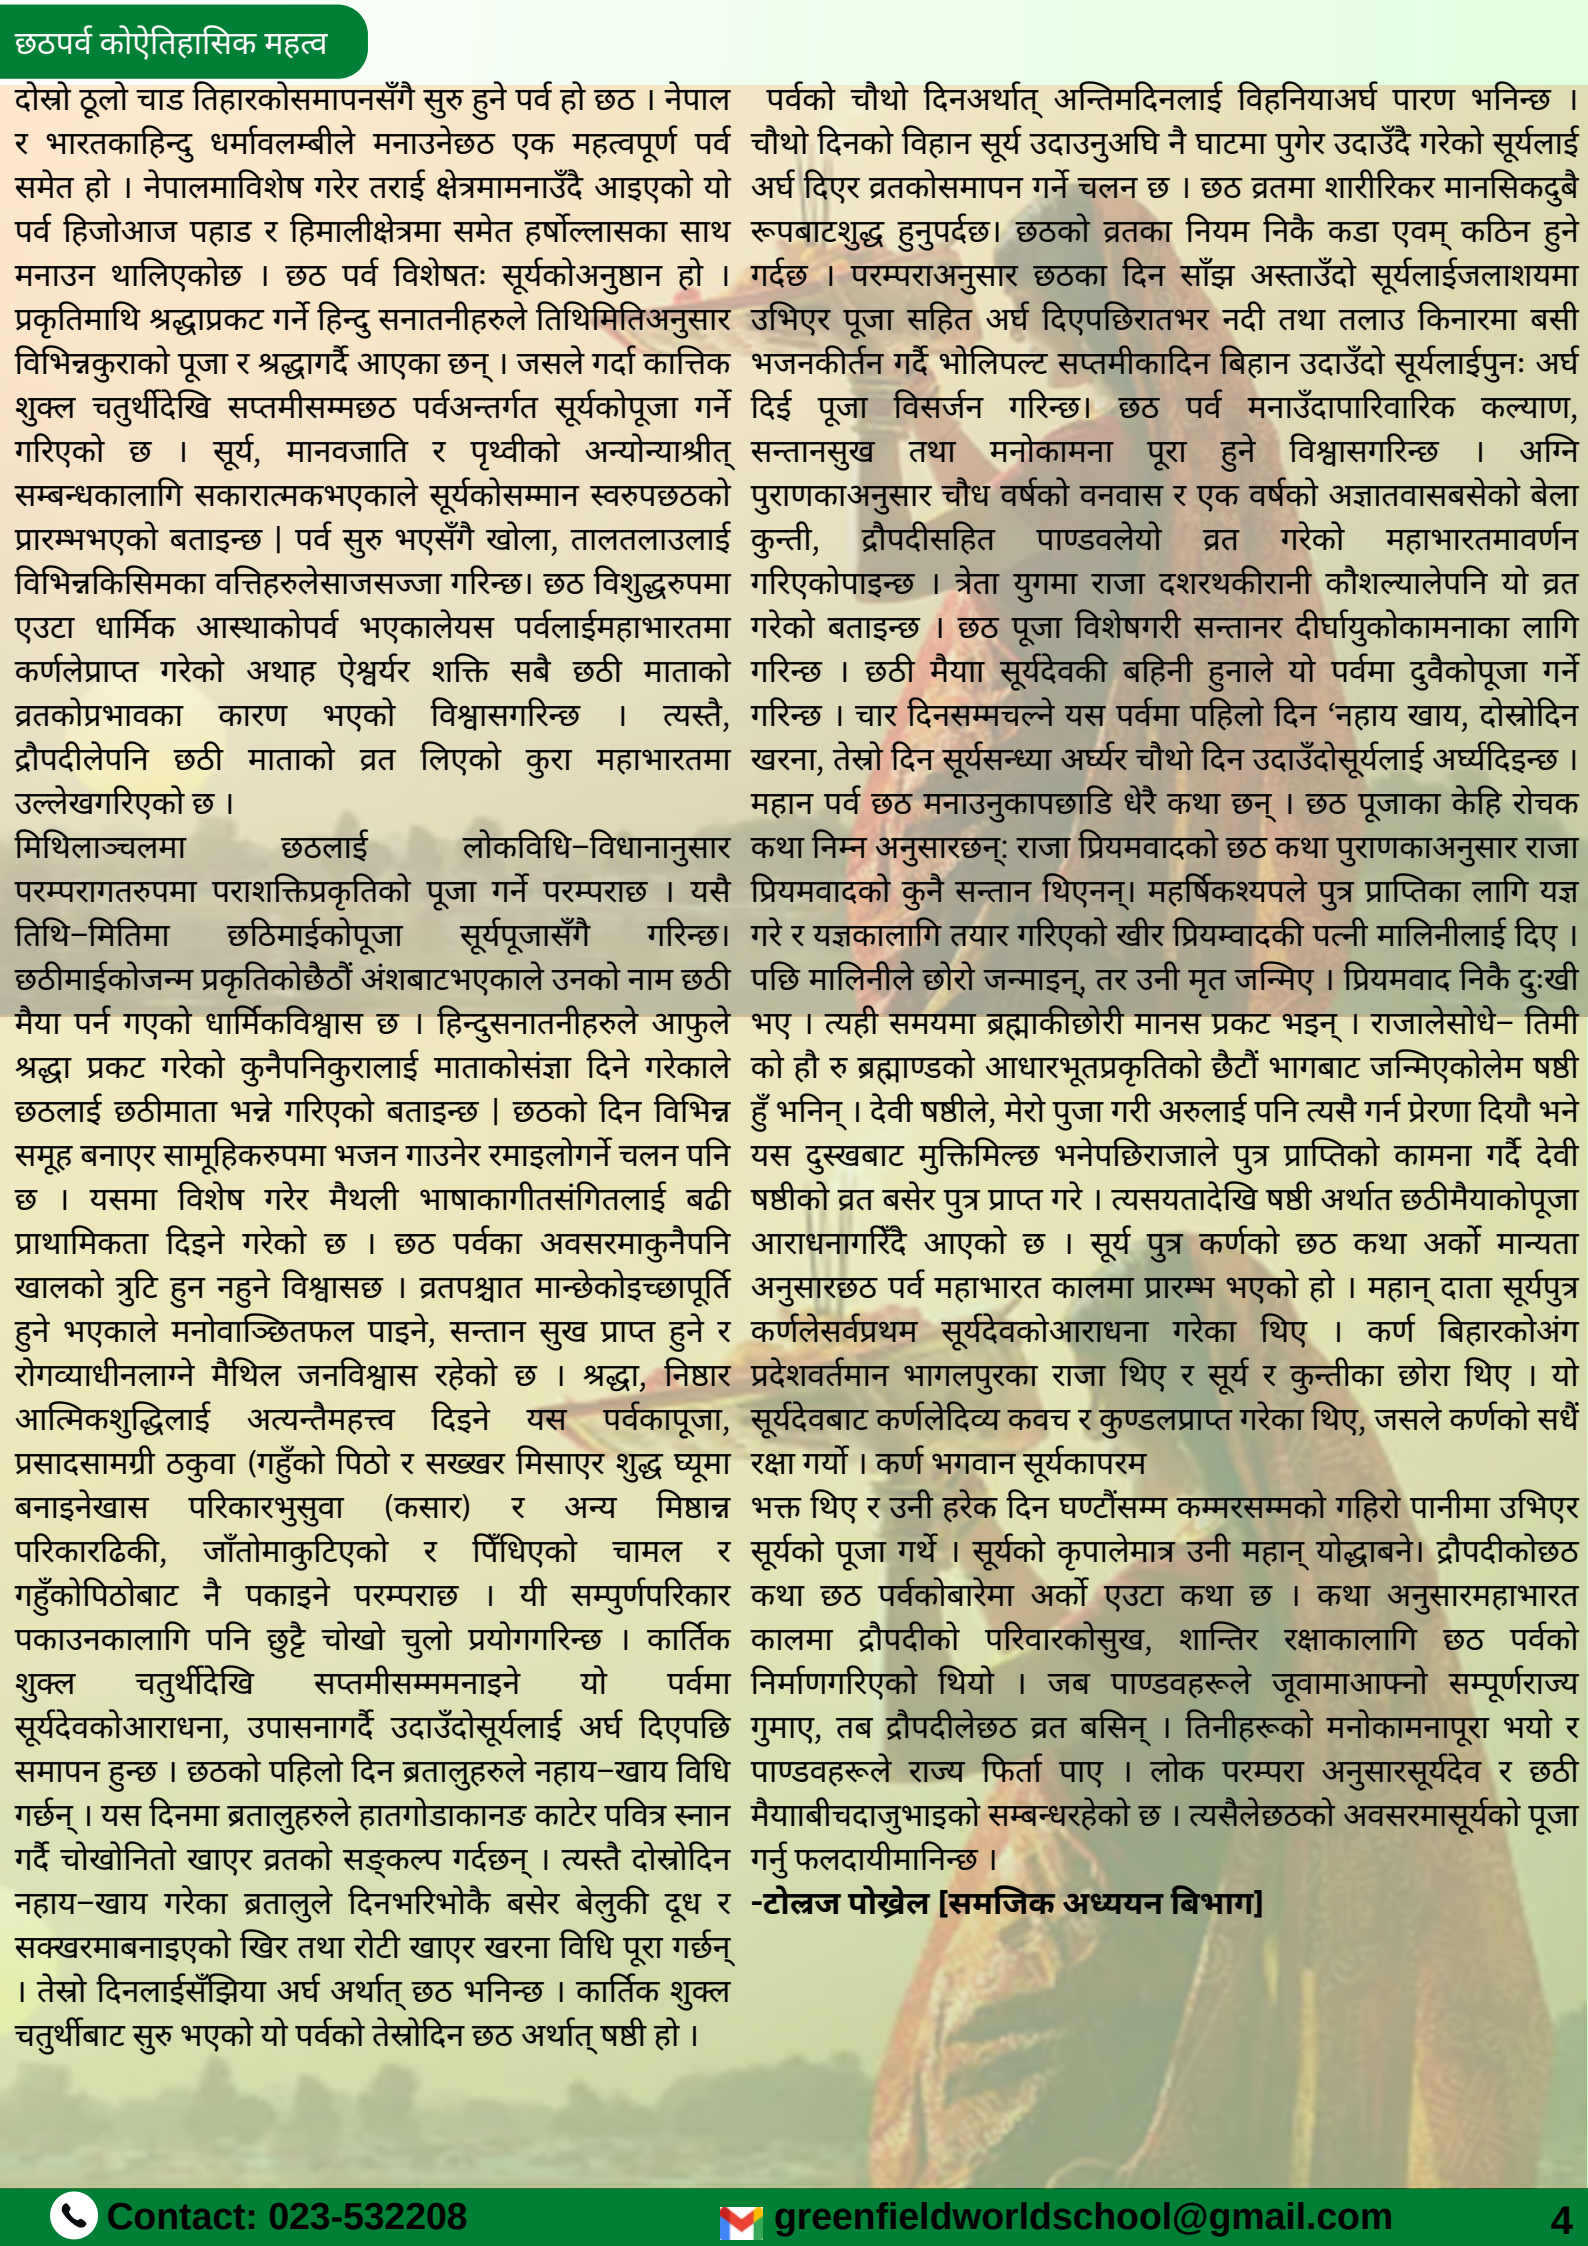 छठपर्व कोऐतिहासिक महत्व
दोस्रो ठूलो चाड तिहारकोसमापनसँगै सुरु हुने पर्व हो छठ । नेपाल
र भारतकाहिन्दु धर्मावलम्बीले मनाउनेछठ एक महत्वपूर्ण पर्व
समेत हो । नेपालमाविशेष गरेर तराई क्षेत्रमामनाउँदै आइएको यो
पर्व हिजोआज पहाड र हिमालीक्षेत्रमा समेत हर्षोल्लासका साथ
मनाउन थालिएकोछ । छठ पर्व विशेषतः सूर्यकोअनुष्ठान हो ।
प्रकृतिमाथि श्रद्धाप्रकट गर्ने हिन्दु सनातनीहरुले तिथिमितिअनुसार
विभिन्नकुराको पूजा र श्रद्धागर्दै आएका छन् । जसले गर्दा कात्तिक
शुक्ल चतुर्थीदेखि सप्तमीसम्मछठ पर्वअन्तर्गत सूर्यकोपूजा गर्ने
गरिएको छ । सूर्य, मानवजाति र पृथ्वीको अन्योन्याश्रीत्
सम्बन्धकालागि सकारात्मकभएकाले सूर्यकोसम्मान स्वरुपछठको
प्रारम्भभएको बताइन्छ | पर्व सुरु भएसँगै खोला, तालतलाउलाई
विभिन्नकिसिमका वत्तिहरुलेसाजसज्जा गरिन्छ। छठ विशुद्धरुपमा
एउटा धार्मिक आस्थाकोपर्व भएकालेयस पर्वलाईमहाभारतमा
कर्णलेप्राप्त गरेको अथाह ऐश्वर्यर शक्ति सबै छठी माताको
व्रतकोप्रभावका कारण भएको विश्वासगरिन्छ । त्यस्तै,
द्रौपदीलेपनि छठी माताको व्रत लिएको कुरा महाभारतमा
उल्लेखगरिएको छ ।
मिथिलाञ्चलमा छठलाई लोकविधि–विधानानुसार
परम्परागतरुपमा पराशक्तिप्रकृतिको पूजा गर्ने परम्पराछ । यसै
तिथि–मितिमा छठिमाईकोपूजा सूर्यपूजासँगै गरिन्छ।
छठीमाईकोजन्म प्रकृतिकोछैठौं अंशबाटभएकाले उनको नाम छठी
मैया पर्न गएको धार्मिकविश्वास छ । हिन्दुसनातनीहरुले आफुले
श्रद्धा प्रकट गरेको कुनैपनिकुरालाई माताकोसंज्ञा दिने गरेकाले
छठलाई छठीमाता भन्ने गरिएको बताइन्छ | छठको दिन विभिन्न
समूह बनाएर सामूहिकरुपमा भजन गाउनेर रमाइलोगर्ने चलन पनि
छ । यसमा विशेष गरेर मैथली भाषाकागीतसंगितलाई बढी
प्राथामिकता दिइने गरेको छ । छठ पर्वका अवसरमाकुनैपनि
खालको त्रुटि हुन नहुने विश्वासछ । व्रतपश्चात मान्छेकोइच्छापूर्ति
हुने भएकाले मनोवाञ्छितफल पाइने, सन्तान सुख प्राप्त हुने र
रोगव्याधीनलाग्ने मैथिल जनविश्वास रहेको छ । श्रद्धा, निष्ठार
आत्मिकशुद्धिलाई अत्यन्तैमहत्त्व दिइने यस पर्वकापूजा,
प्रसादसामग्री ठकुवा (गहुँको पिठो र सख्खर मिसाएर शुद्ध घ्यूमा
बनाइनेखास परिकारभुसुवा (कसार) र अन्य मिष्ठान्न
परिकारढिकी, जाँतोमाकुटिएको र पिँधिएको चामल र
गहुँकोपिठोबाट नै पकाइने परम्पराछ । यी सम्पुर्णपरिकार
पकाउनकालागि पनि छुट्टै चोखो चुलो प्रयोगगरिन्छ । कार्तिक
शुक्ल चतुर्थीदेखि सप्तमीसम्ममनाइने यो पर्वमा
सूर्यदेवकोआराधना, उपासनागर्दै उदाउँदोसूर्यलाई अर्घ दिएपछि
समापन हुन्छ । छठको पहिलो दिन ब्रतालुहरुले नहाय–खाय विधि
गर्छन् । यस दिनमा ब्रतालुहरुले हातगोडाकानङ काटेर पवित्र स्नान
गर्दै चोखोनितो खाएर व्रतको सङ्कल्प गर्दछन् । त्यस्तै दोस्रोदिन
नहाय–खाय गरेका ब्रतालुले दिनभरिभोकै बसेर बेलुकी दूध र
सक्खरमाबनाइएको खिर तथा रोटी खाएर खरना विधि पूरा गर्छन्
। तेस्रो दिनलाईसँझिया अर्घ अर्थात् छठ भनिन्छ । कार्तिक शुक्ल
चतुर्थीबाट सुरु भएको यो पर्वको तेस्रोदिन छठ अर्थात् षष्ठी हो ।
पर्वको चौथो दिनअर्थात् अन्तिमदिनलाई विहनियाअर्घ पारण भनिन्छ ।
चौथो दिनको विहान सूर्य उदाउनुअघि नै घाटमा पुगेर उदाउँदै गरेको सूर्यलाई
अर्घ दिएर व्रतकोसमापन गर्ने चलन छ । छठ व्रतमा शारीरिकर मानसिकदुबै
रूपबाटशुद्ध हुनुपर्दछ। छठको व्रतका नियम निकै कडा एवम् कठिन हुने
गर्दछ । परम्पराअनुसार छठका दिन साँझ अस्ताउँदो सूर्यलाईजलाशयमा
उभिएर पूजा सहित अर्घ दिएपछिरातभर नदी तथा तलाउ किनारमा बसी
भजनकीर्तन गर्दै भोलिपल्ट सप्तमीकादिन बिहान उदाउँदो सूर्यलाईपुनः अर्घ
दिई पूजा विसर्जन गरिन्छ। छठ पर्व मनाउँदापारिवारिक कल्याण,
सन्तानसुख तथा मनोकामना पूरा हुने विश्वासगरिन्छ । अग्नि
पुराणकाअनुसार चौध वर्षको वनवास र एक वर्षको अज्ञातवासबसेको बेला
कुन्ती, द्रौपदीसहित पाण्डवलेयो व्रत गरेको महाभारतमावर्णन
गरिएकोपाइन्छ । त्रेता युगमा राजा दशरथकीरानी कौशल्यालेपनि यो व्रत
गरेको बताइन्छ । छठ पूजा विशेषगरी सन्तानर दीर्घायुकोकामनाका लागि
गरिन्छ । छठी मैयाा सूर्यदेवकी बहिनी हुनाले यो पर्वमा दुवैकोपूजा गर्ने
गरिन्छ । चार दिनसम्मचल्ने यस पर्वमा पहिलो दिन ‘नहाय खाय, दोस्रोदिन
खरना, तेस्रो दिन सूर्यसन्ध्या अर्घ्यर चौथो दिन उदाउँदोसूर्यलाई अर्घ्यदिइन्छ ।
महान पर्व छठ मनाउनुकापछाडि धेरै कथा छन् । छठ पूजाका केहि रोचक
कथा निम्न अनुसारछन्: राजा प्रियमवादको छठ कथा पुराणकाअनुसार राजा
प्रियमवादको कुनै सन्तान थिएनन्। महर्षिकश्यपले पुत्र प्राप्तिका लागि यज्ञ
गरे र यज्ञकालागि तयार गरिएको खीर प्रियम्वादकी पत्नी मालिनीलाई दिए ।
पछि मालिनीले छोरो जन्माइन्, तर उनी मृत जन्मिए । प्रियमवाद निकै दुःखी
भए । त्यही समयमा ब्रह्माकीछोरी मानस प्रकट भइन् । राजालेसोधे– तिमी
को हौ रु ब्रह्माण्डको आधारभूतप्रकृतिको छैटौं भागबाट जन्मिएकोलेम षष्ठी
हुँ भनिन् । देवी षष्ठीले, मेरो पुजा गरी अरुलाई पनि त्यसै गर्न प्रेरणा दियौ भने
यस दुस्खबाट मुक्तिमिल्छ भनेपछिराजाले पुत्र प्राप्तिको कामना गर्दै देवी
षष्ठीको व्रत बसेर पुत्र प्राप्त गरे । त्यसयतादेखि षष्ठी अर्थात छठीमैयाकोपूजा
आराधनागरिँदै आएको छ । सूर्य पुत्र कर्णको छठ कथा अर्को मान्यता
अनुसारछठ पर्व महाभारत कालमा प्रारम्भ भएको हो । महान् दाता सूर्यपुत्र
कर्णलेसर्वप्रथम सूर्यदेवकोआराधना गरेका थिए । कर्ण बिहारकोअंग
प्रदेशवर्तमान भागलपुरका राजा थिए र सूर्य र कुन्तीका छोरा थिए । यो
सूर्यदेवबाट कर्णलेदिव्य कवच र कुण्डलप्राप्त गरेका थिए, जसले कर्णको सधैं
रक्षा गर्यो । कर्ण भगवान सूर्यकापरम
भक्त थिए र उनी हरेक दिन घण्टौंसम्म कम्मरसम्मको गहिरो पानीमा उभिएर
सूर्यको पूजा गर्थे । सूर्यको कृपालेमात्र उनी महान् योद्धाबने। द्रौपदीकोछठ
कथा छठ पर्वकोबारेमा अर्को एउटा कथा छ । कथा अनुसारमहाभारत
कालमा द्रौपदीको परिवारकोसुख, शान्तिर रक्षाकालागि छठ पर्वको
निर्माणगरिएको थियो । जब पाण्डवहरूले जूवामाआफ्नो सम्पूर्णराज्य
गुमाए, तब द्रौपदीलेछठ व्रत बसिन् । तिनीहरूको मनोकामनापूरा भयो र
पाण्डवहरूले राज्य फिर्ता पाए । लोक परम्परा अनुसारसूर्यदेव र छठी
मैयााबीचदाजुभाइको सम्बन्धरहेको छ । त्यसैलेछठको अवसरमासूर्यको पूजा
गर्नु फलदायीमानिन्छ ।
-टोल्रज पोख्रेल [समजिक अध्ययन बिभाग]
Contact: 023-532208
greenfieldworldschool@gmail.com
4